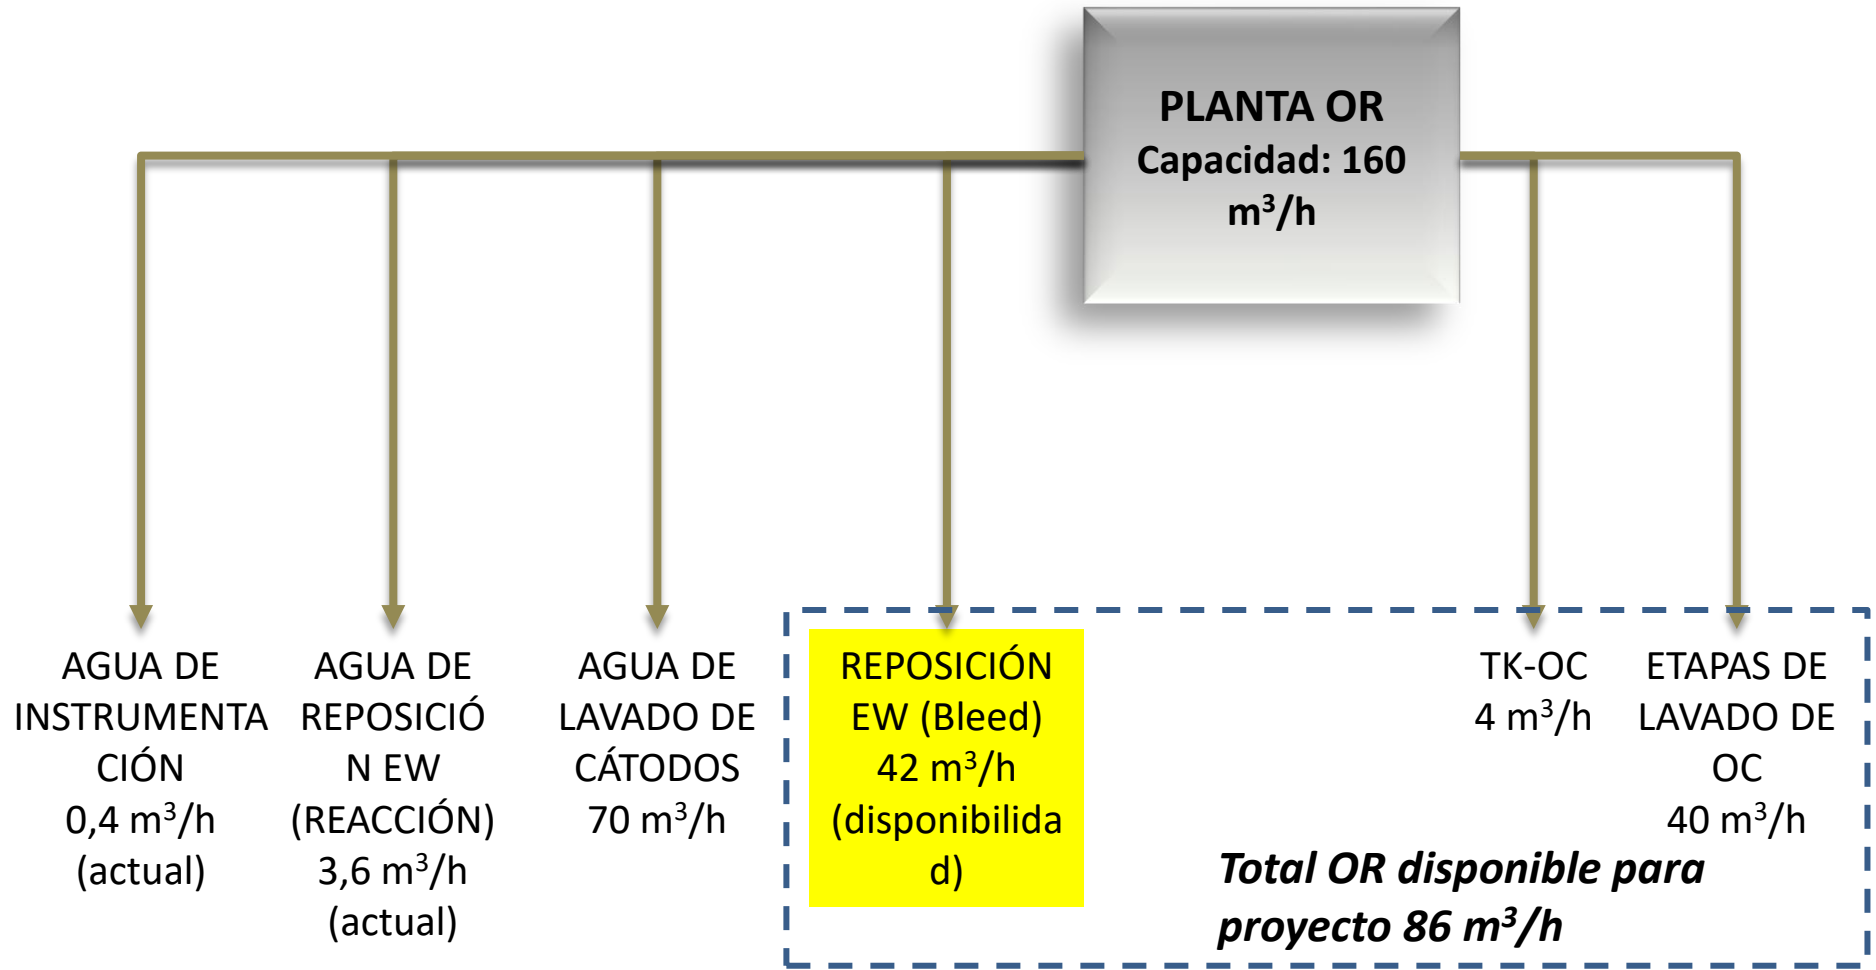 PLANTA OR
Capacidad: 160
m³/h
AGUA DE
INSTRUMENTA
CIÓN
0,4 m³/h
(actual)
AGUA DE
REPOSICIÓ
N EW
(REACCIÓN)
3,6 m³/h
(actual)
AGUA DE
LAVADO DE
CÁTODOS
70 m³/h
REPOSICIÓN
EW (Bleed)
42 m³/h
(disponibilida
d)
TK-OC
4 m³/h
ETAPAS DE
LAVADO DE
OC
40 m³/h
Total OR disponible para
proyecto 86 m³/h